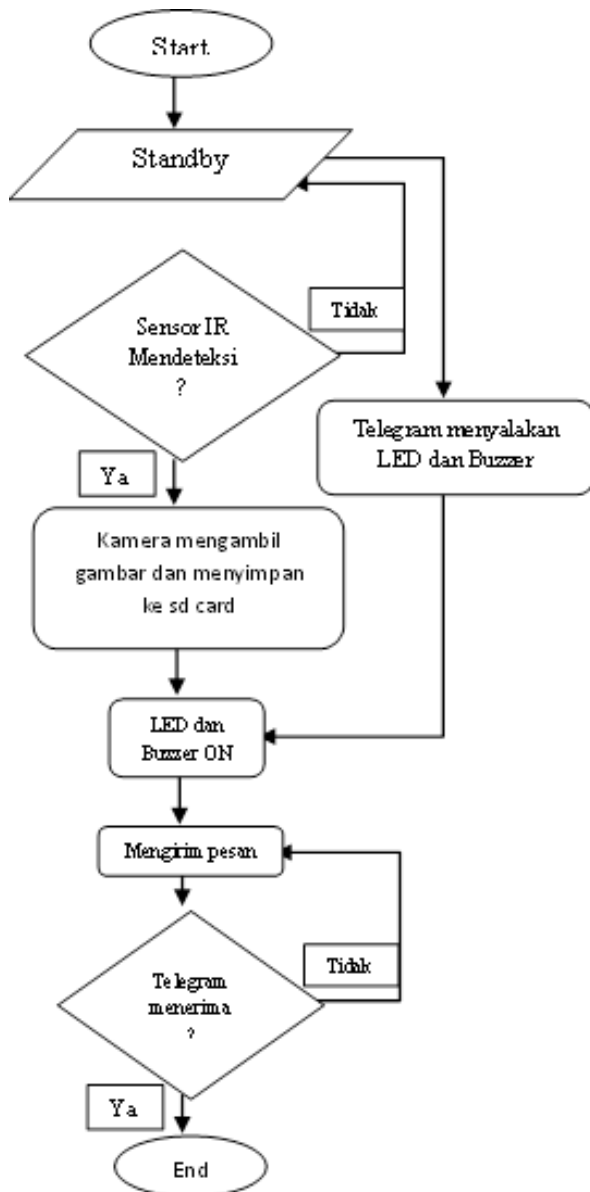 Start
Standby
Tidak
Sensor IR
Mendeteksi
?
Telegram menyalakan
LED dan Buzzer
Ya
Kamera mengambil
gambar dan menyimpan
ke sd card
LED dan
Buzzer ON
Mengirim pesan
Tidak
Telegram
menerima
?
Ya
End